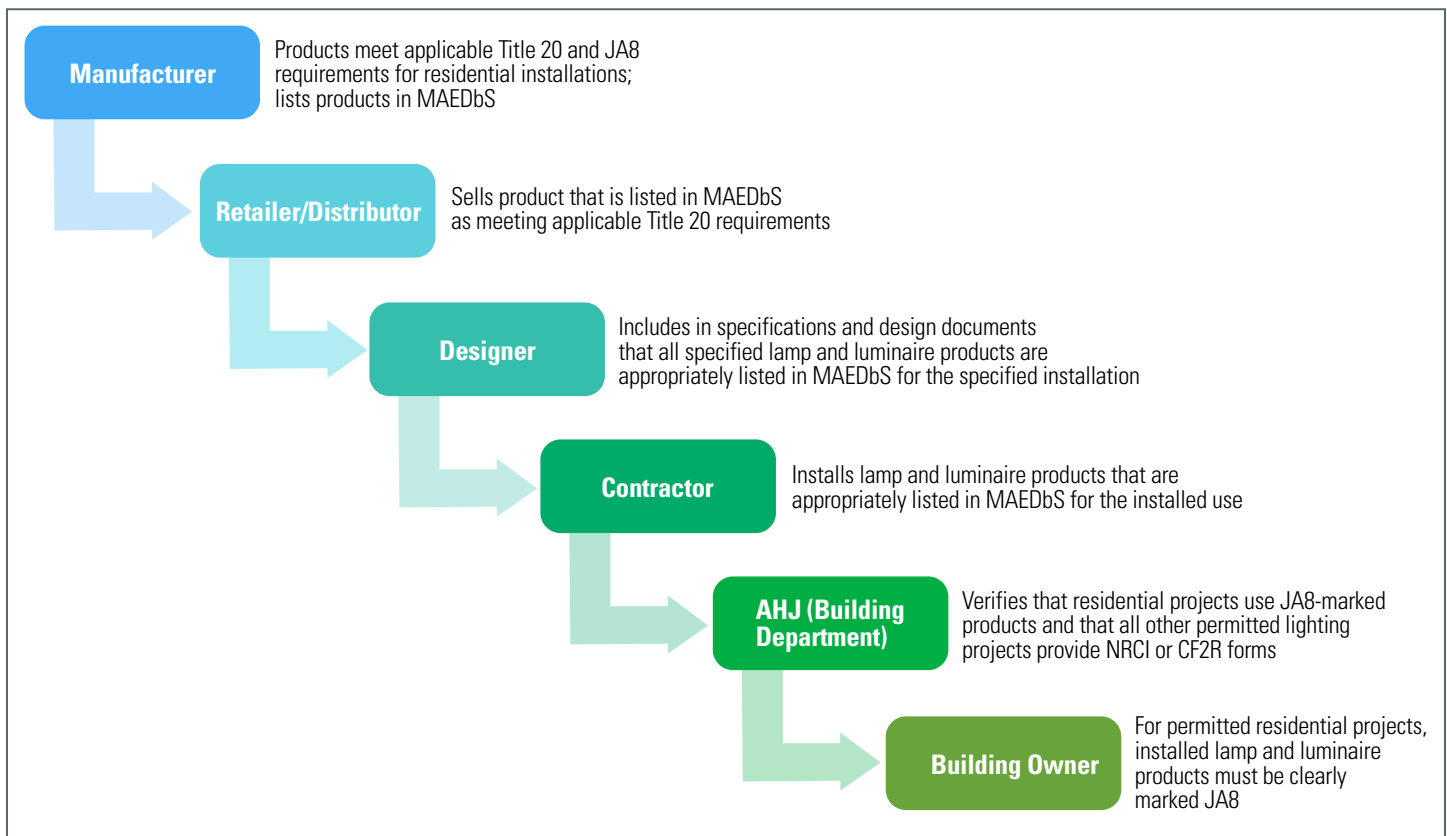 Manufacturer
Products meet applicable Title 20 and JA8
requirements for residential installations;
lists products in MAEDbS
Retailer/Distributor
Sells product that is listed in MAEDbS
as meeting applicable Title 20 requirements
Designer
Includes in specifications and design documents
that all specified lamp and luminaire products are
appropriately listed in MAEDbS for the specified installation
Contractor
Installs lamp and luminaire products that are
appropriately listed in MAEDbS for the installed use
AHJ (Building
Department)
Verifies that residential projects use JA8-marked
products and that all other permitted lighting
projects provide NRCI or CF2R forms
Building Owner
For permitted residential projects,
installed lamp and luminaire
products must be clearly
marked JA8